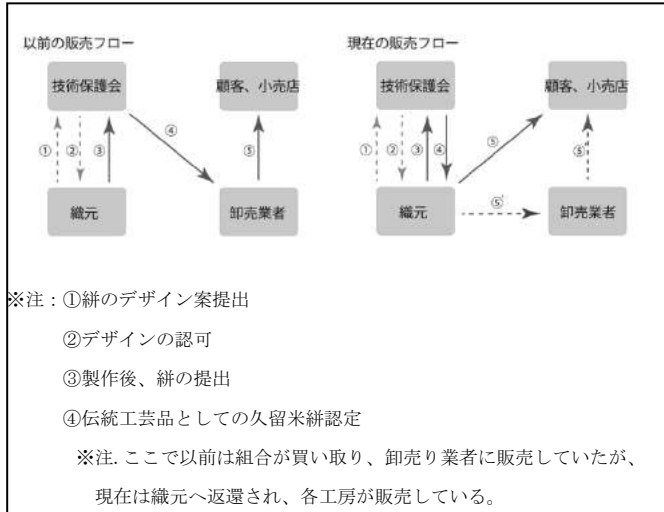 以前の販売フロー
技術保護会
顧客、小売店
①
②
③
④
⑤
織元
卸売業者
現在の販売フロー
技術保護会
顧客、小売店
①
②
③
④
⑤
⑤'
織元
⑤'
卸売業者
※注:①絣のデザイン案提出
②デザインの認可
③製作後、絣の提出
④伝統工芸品としての久留米絣認定
※注.ここで以前は組合が買い取り、卸売り業者に販売していたが、
現在は織元へ返還され、各工房が販売している。